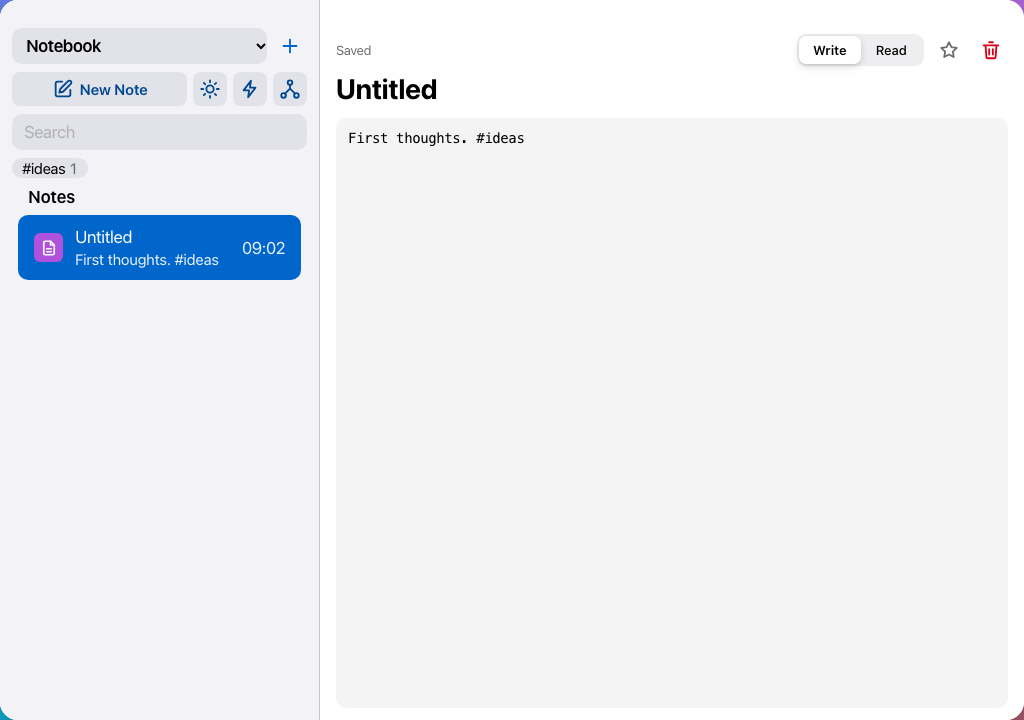 Notebook
New Note
Search
#ideas 1
Notes
Untitled
First thoughts. #ideas
09:02
Saved
Write
Read
Untitled
First thoughts. #ideas